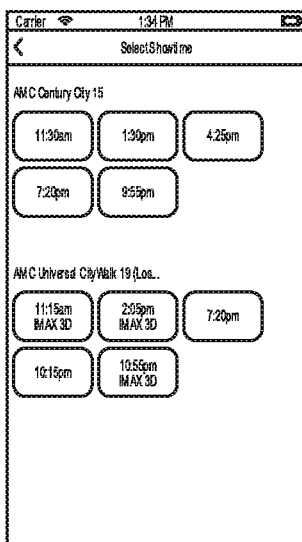 Carrier 1:34 PM
Select Showtime
AMC Century City 15
11:30am 1:30pm 4:25pm
7:20pm 9:55pm
AMC Universal CityWalk 19 (Los...
11:15am 2:05pm 7:20pm
IMAX 3D IMAX 3D
10:15pm 10:55pm
IMAX 3D